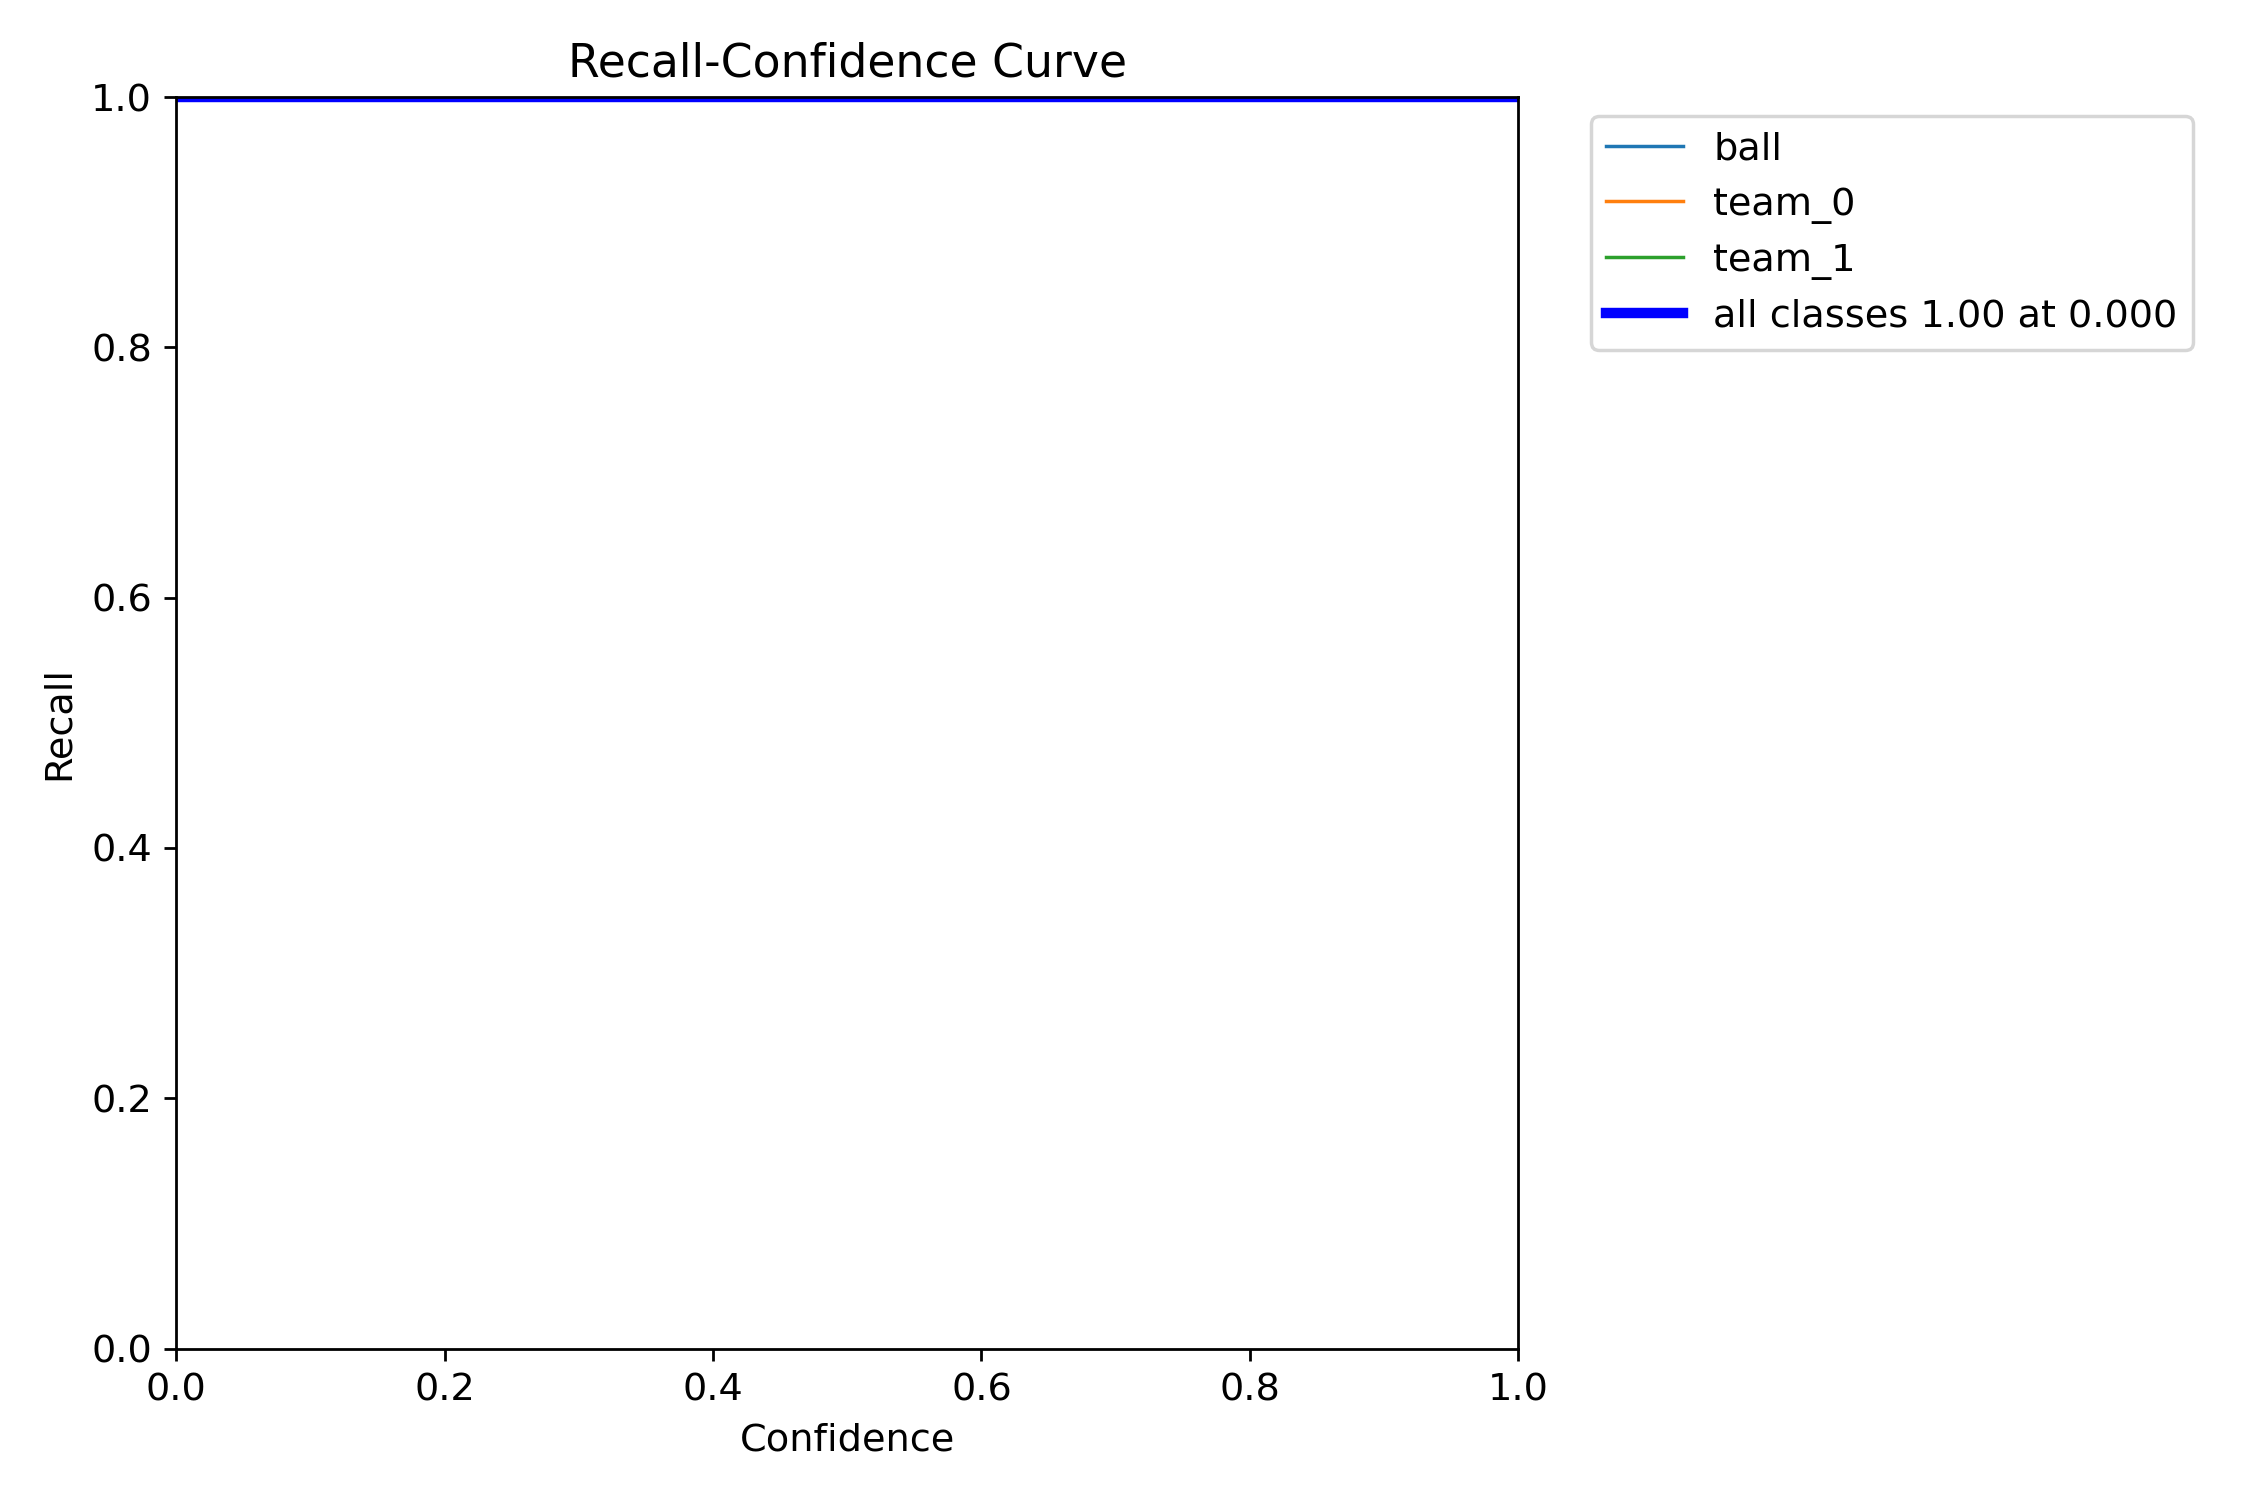 Recall-Confidence Curve
1.0
0.8
0.6
0.4
0.2
0.0
Recall
0.0 0.2 0.4 0.6 0.8 1.0
Confidence
ball
team_0
team_1
all classes 1.00 at 0.000